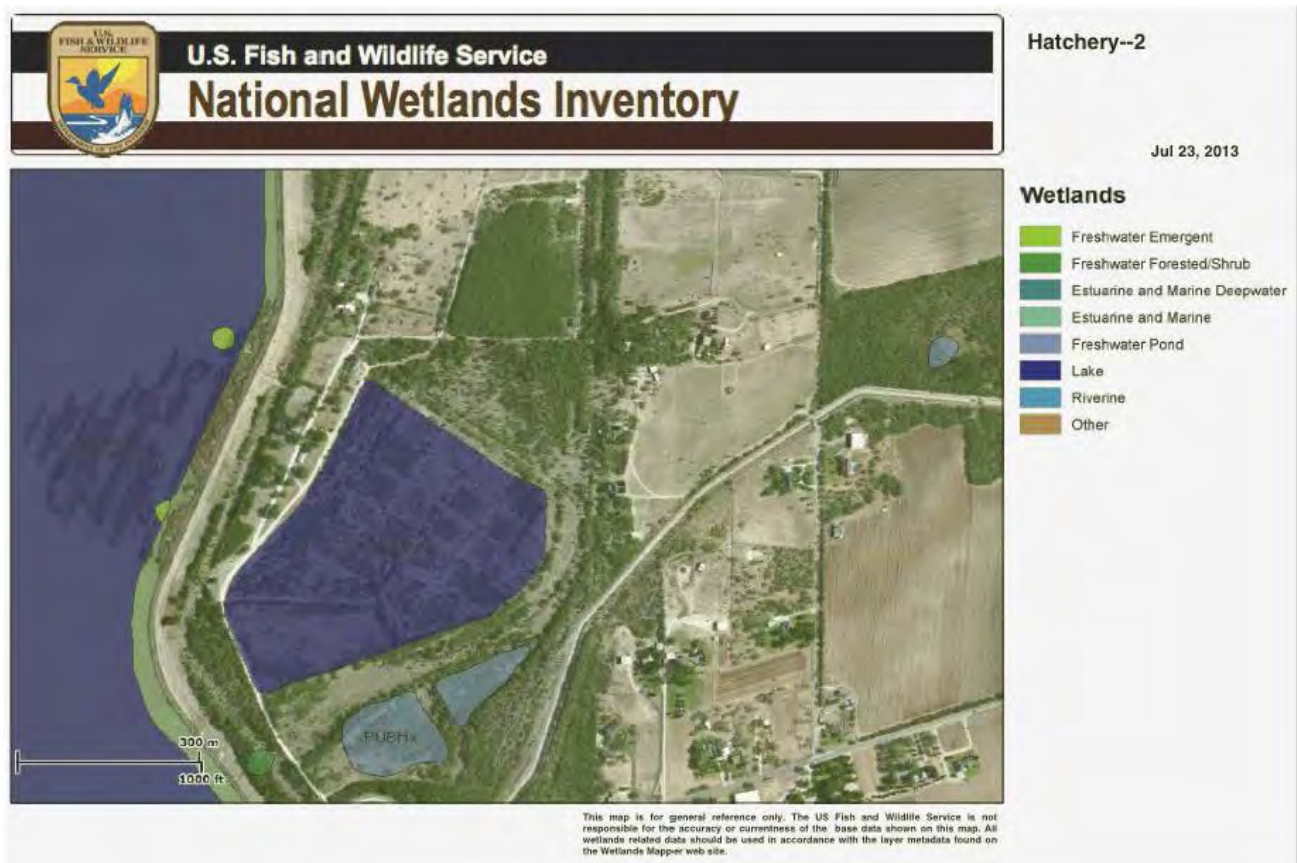 U.S.
FISH & WILDLIFE
SERVICE
U.S. Fish and Wildlife Service
National Wetlands Inventory
Hatchery--2
Jul 23, 2013
Wetlands
Freshwater Emergent
Freshwater Forested/Shrub
Estuarine and Marine Deepwater
Estuarine and Marine
Freshwater Pond
Lake
Riverine
Other
PUBHx
300 m
1000 ft
This map is for general reference only. The US Fish and Wildlife Service is not
responsible for the accuracy or currentness of the base data shown on this map. All
wetlands related data should be used in accordance with the layer metadata found on
the Wetlands Mapper web site.